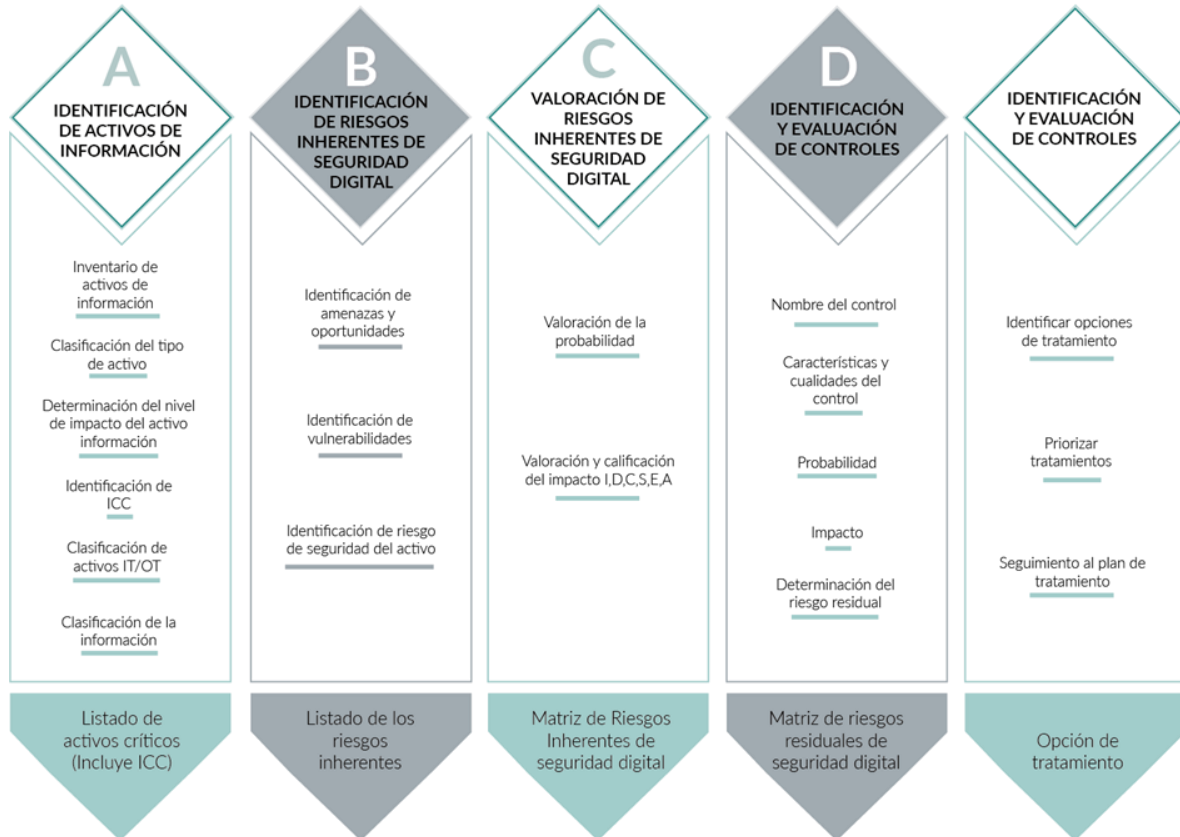 A
IDENTIFICACIÓN
DE ACTIVOS DE
INFORMACIÓN
Inventario de
activos de
información
Clasificación del tipo
de activo
Determinación del nivel
de impacto del activo
información
Identificación de
ICC
Clasificación de
activos IT/OT
Clasificación de la
información
Listado de
activos críticos
(Incluye ICC)
B
IDENTIFICACIÓN
DE RIESGOS
INHERENTES DE
SEGURIDAD
DIGITAL
Identificación de
amenazas y
oportunidades
Identificación de
vulnerabilidades
Identificación de riesgo
de seguridad del activo
Listado de los
riesgos
inherentes
C
VALORACIÓN DE
RIESGOS
INHERENTES DE
SEGURIDAD
DIGITAL
Valoración de la
probabilidad
Valoración y calificación
del impacto I,D,C,S,E,A
Matriz de Riesgos
Inherentes de
seguridad digital
D
IDENTIFICACIÓN
Y EVALUACIÓN
DE CONTROLES
Nombre del control
Características y
cualidades del
control
Probabilidad
Impacto
Determinación del
riesgo residual
Matriz de riesgos
residuales de
seguridad digital
IDENTIFICACIÓN
Y EVALUACIÓN
DE CONTROLES
Identificar opciones
de tratamiento
Priorizar
tratamientos
Seguimiento al plan de
tratamiento
Opción de
tratamiento